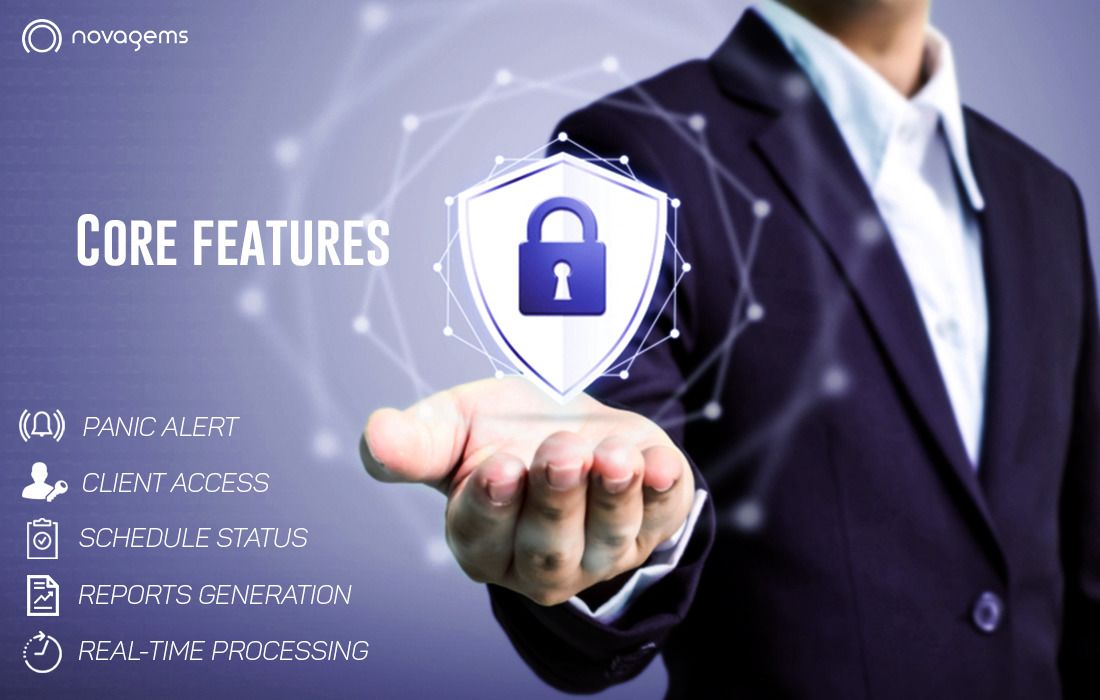 novagems
CORE FEATURES
PANIC ALERT
CLIENT ACCESS
SCHEDULE STATUS
REPORTS GENERATION
REAL-TIME PROCESSING